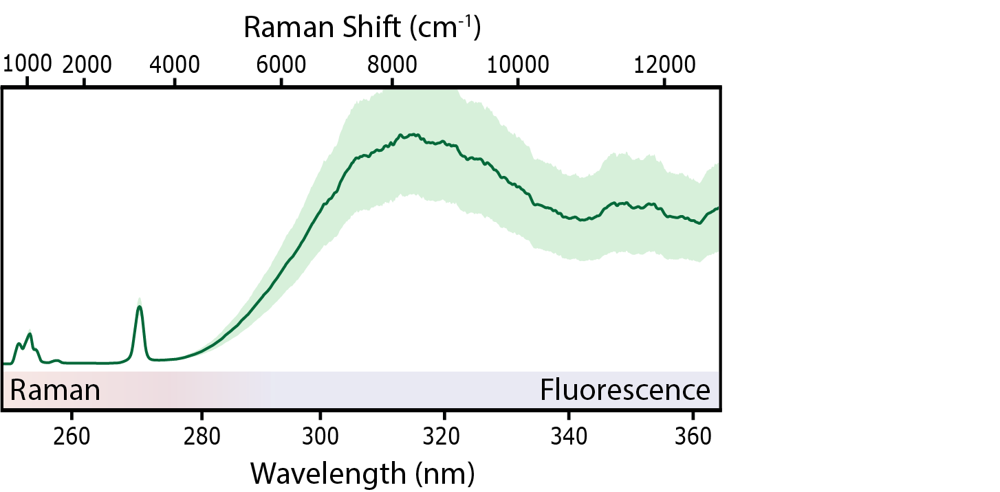 Raman Shift (cm⁻¹)
1000 2000 4000 6000 8000 10000 12000
Raman Fluorescence
260 280 300 320 340 360
Wavelength (nm)